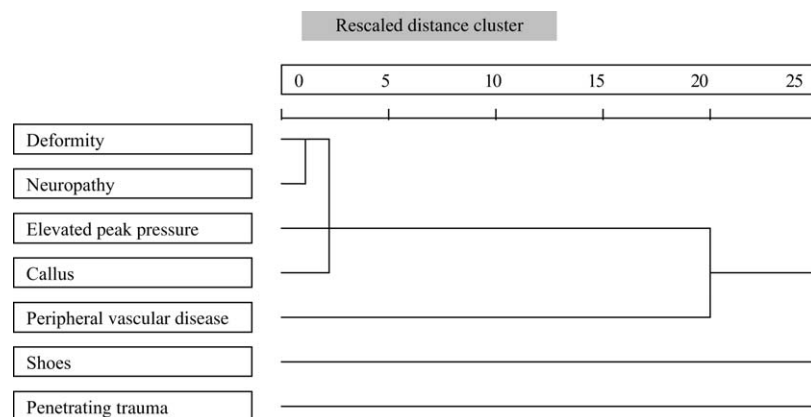 Rescaled distance cluster
0 5 10 15 20 25
Deformity
Neuropathy
Elevated peak pressure
Callus
Peripheral vascular disease
Shoes
Penetrating trauma